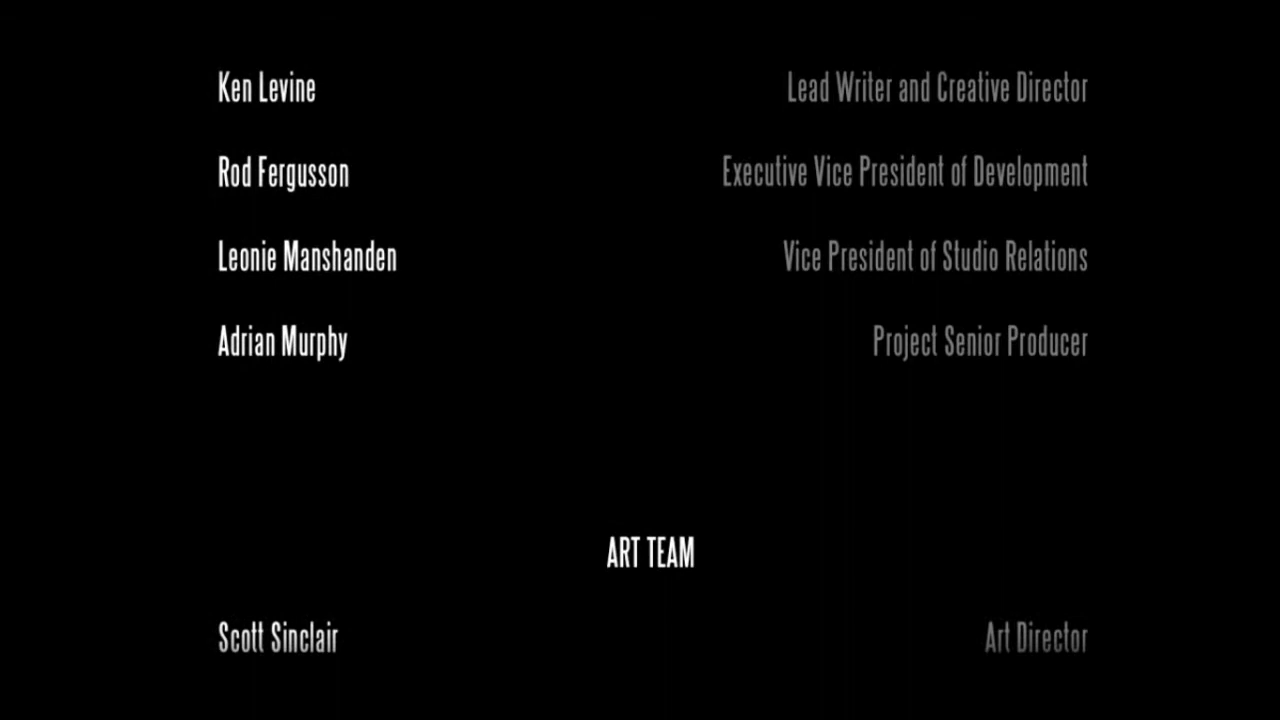 Ken Levine Lead Writer and Creative Director
Rod Fergusson Executive Vice President of Development
Leonie Manshanden Vice President of Studio Relations
Adrian Murphy Project Senior Producer
ART TEAM
Scott Sinclair Art Director